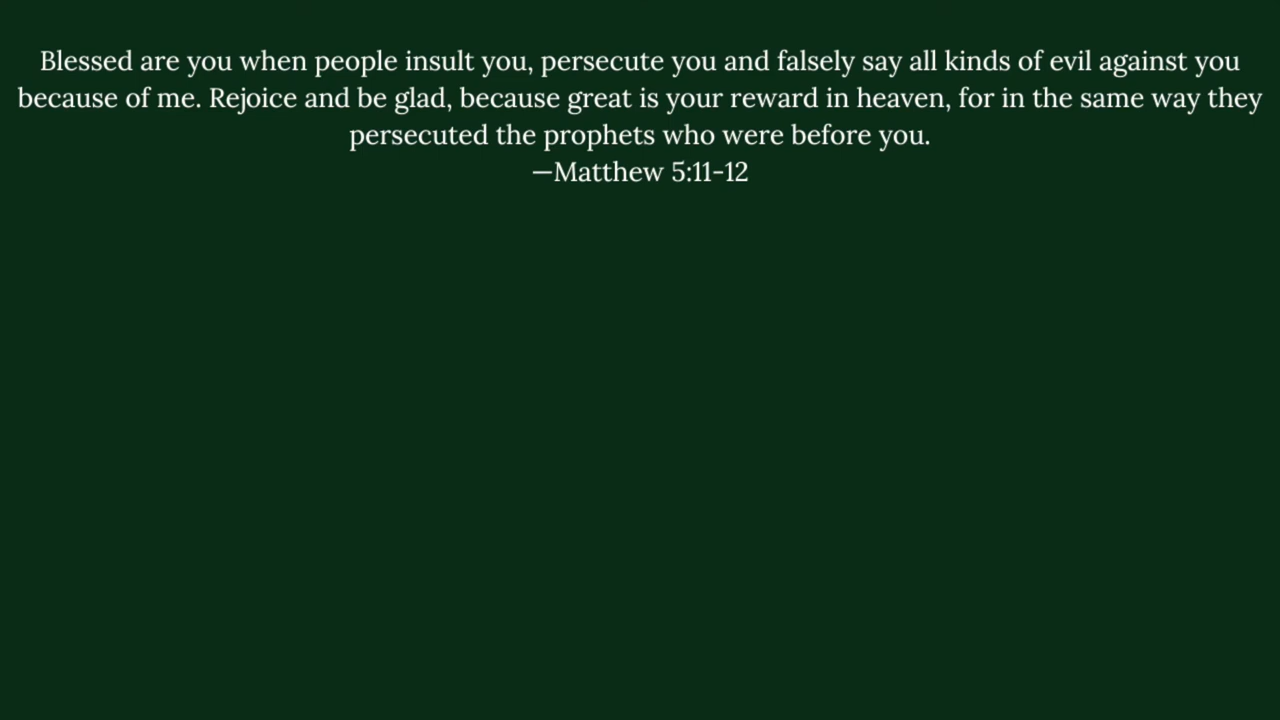 Blessed are you when people insult you, persecute you and falsely say all kinds of evil against you
because of me. Rejoice and be glad, because great is your reward in heaven, for in the same way they
persecuted the prophets who were before you.
—Matthew 5:11-12